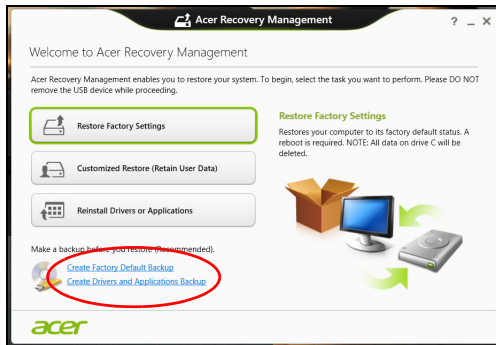 Acer Recovery Management
? _ X
Welcome to Acer Recovery Management
Acer Recovery Management enables you to restore your system. To begin, select the task you want to perform. Please DO NOT
remove the USB device while proceeding.
Restore Factory Settings
Customized Restore (Retain User Data)
Reinstall Drivers or Applications
Restore Factory Settings
Restores your computer to its factory default status. A
reboot is required. NOTE: All data on drive C will be
deleted.
Make a backup before you restore (Recommended).
Create Factory Default Backup
Create Drivers and Applications Backup
acer